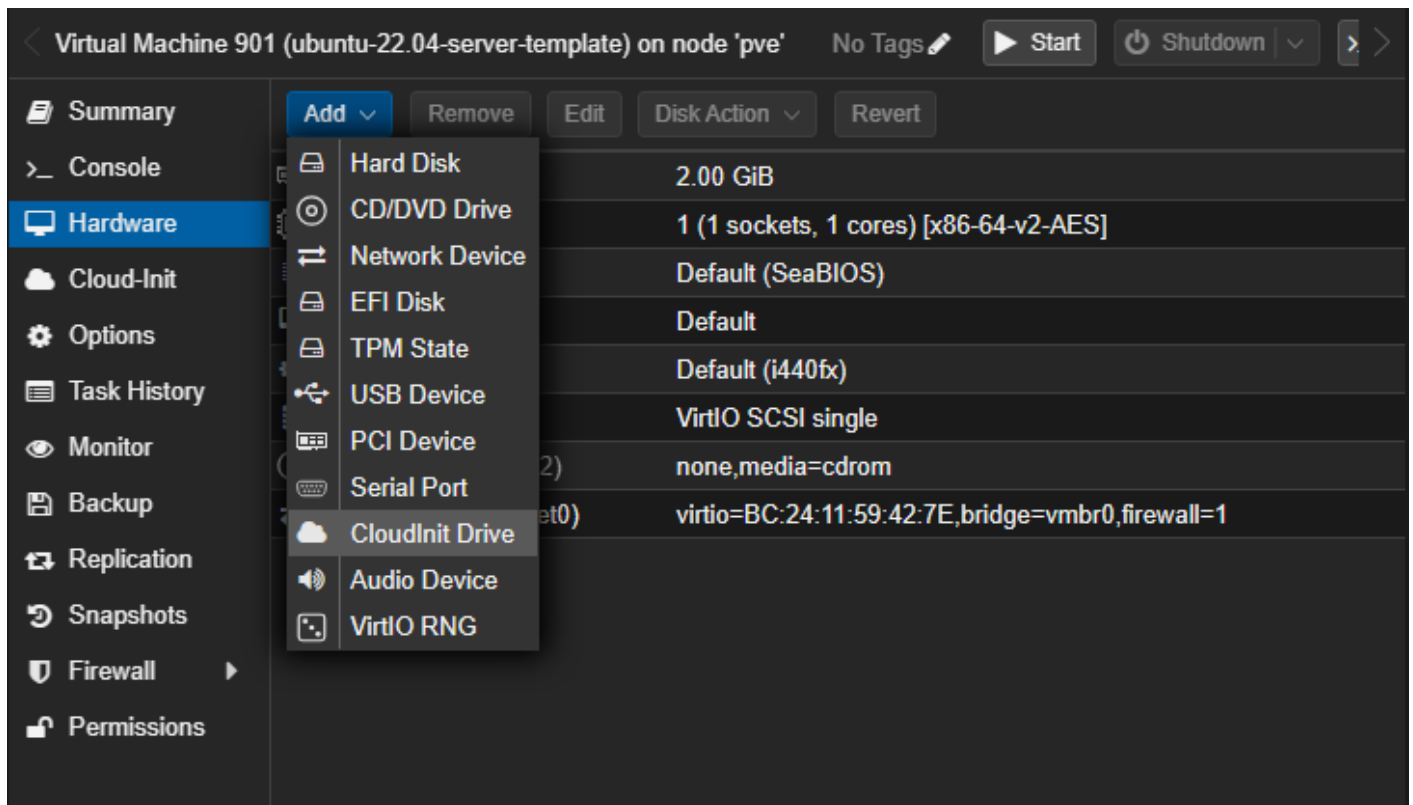 Virtual Machine 901 (ubuntu-22.04-server-template) on node 'pve' No Tags Start Shutdown
Summary
Console
Hardware
Cloud-Init
Options
Task History
Monitor
Backup
Replication
Snapshots
Firewall
Permissions
Add Remove Edit Disk Action Revert
Hard Disk
CD/DVD Drive
Network Device
EFI Disk
TPM State
USB Device
PCI Device
Serial Port
CloudInit Drive
Audio Device
VirtIO RNG
2.00 GiB
1 (1 sockets, 1 cores) [x86-64-v2-AES]
Default (SeaBIOS)
Default
Default (i440fx)
VirtIO SCSI single
2) none,media=cdrom
et0) virtio=BC:24:11:59:42:7E,bridge=vmbr0,firewall=1